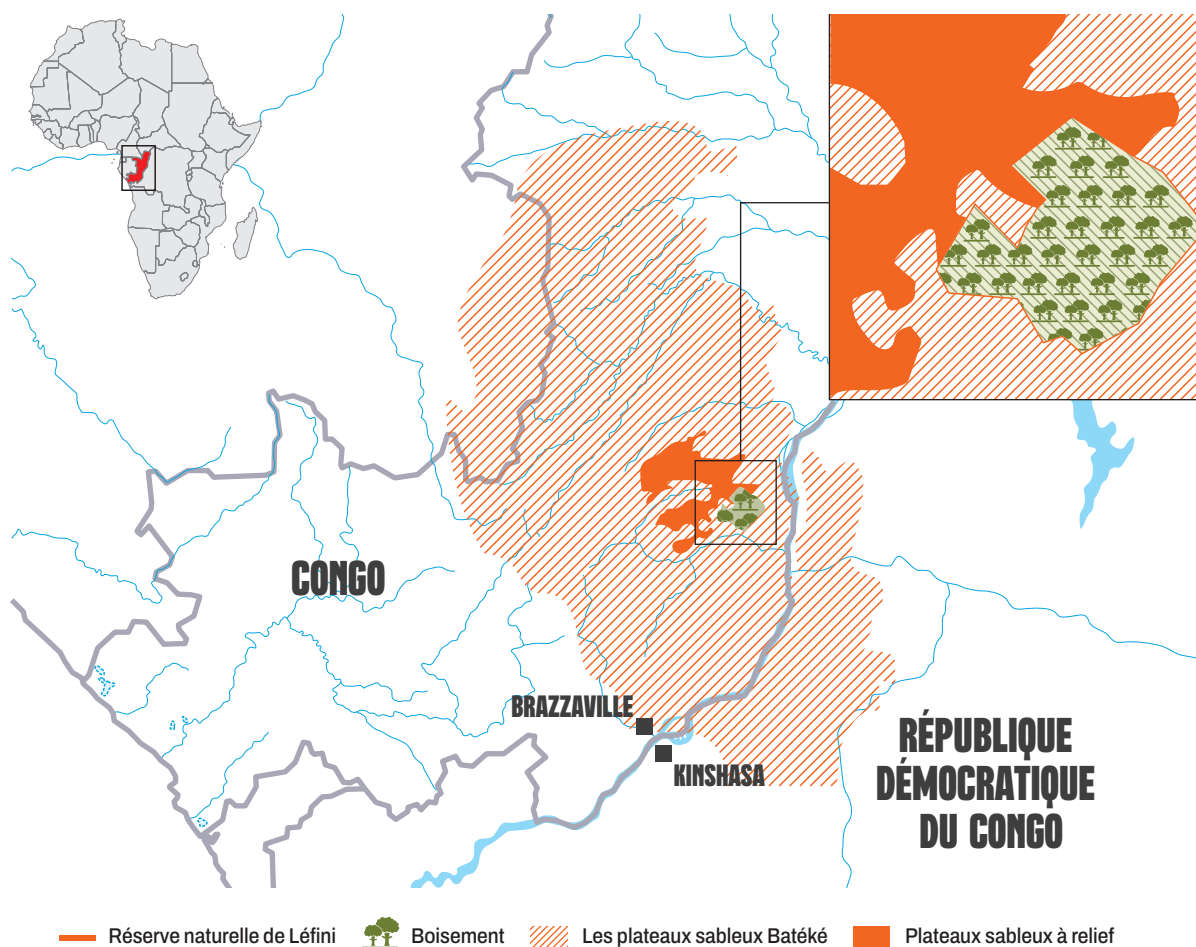 CONGO
BRAZZAVILLE
KINSHASA
RÉPUBLIQUE
DÉMOCRATIQUE
DU CONGO
Réserve naturelle de Léfini
Boisement
Les plateaux sableux Batéké
Plateaux sableux à relief